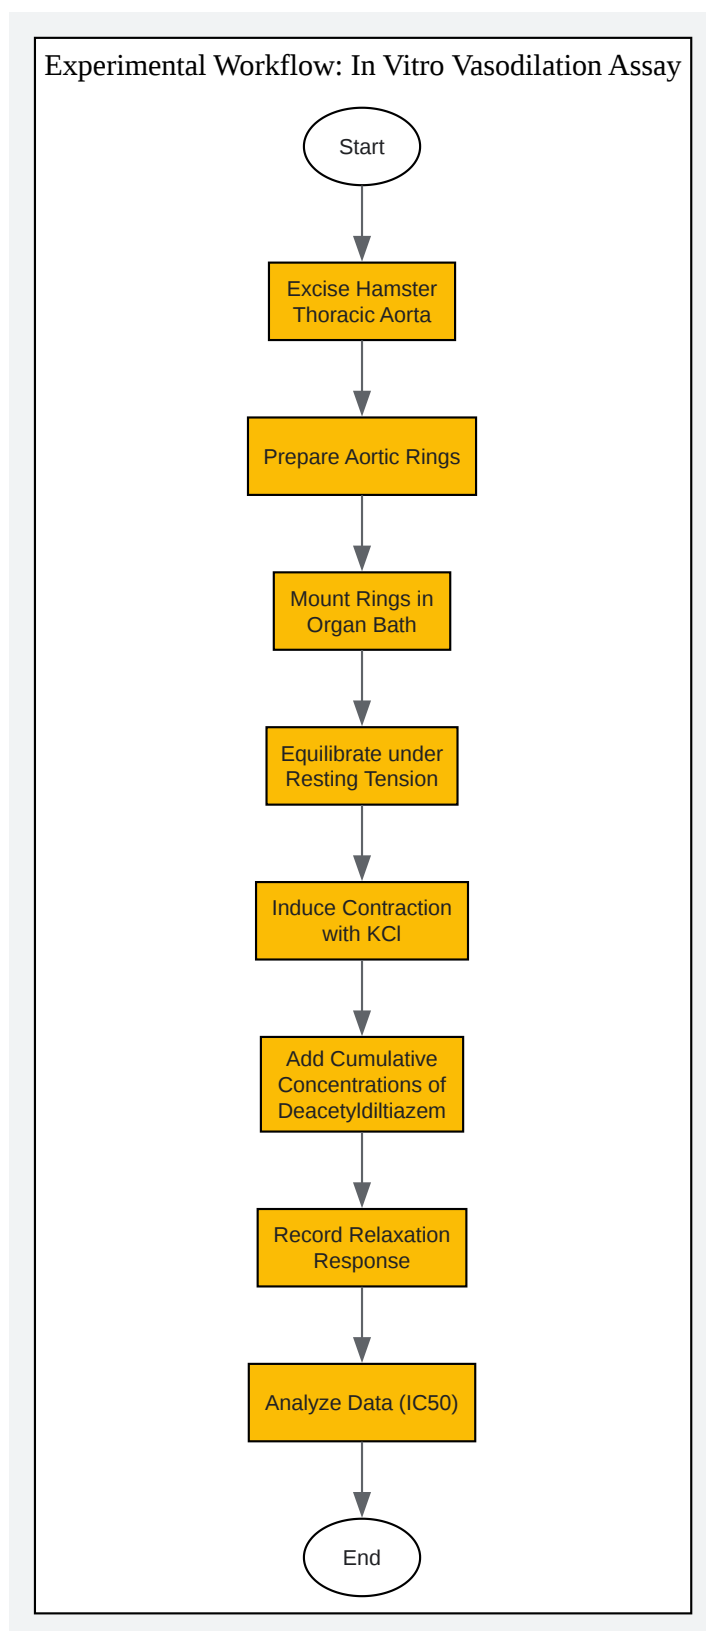 Experimental Workflow: In Vitro Vasodilation Assay
Start
Excise Hamster
Thoracic Aorta
Prepare Aortic Rings
Mount Rings in
Organ Bath
Equilibrate under
Resting Tension
Induce Contraction
with KCl
Add Cumulative
Concentrations of
Deacetyldiltiazem
Record Relaxation
Response
Analyze Data (IC50)
End